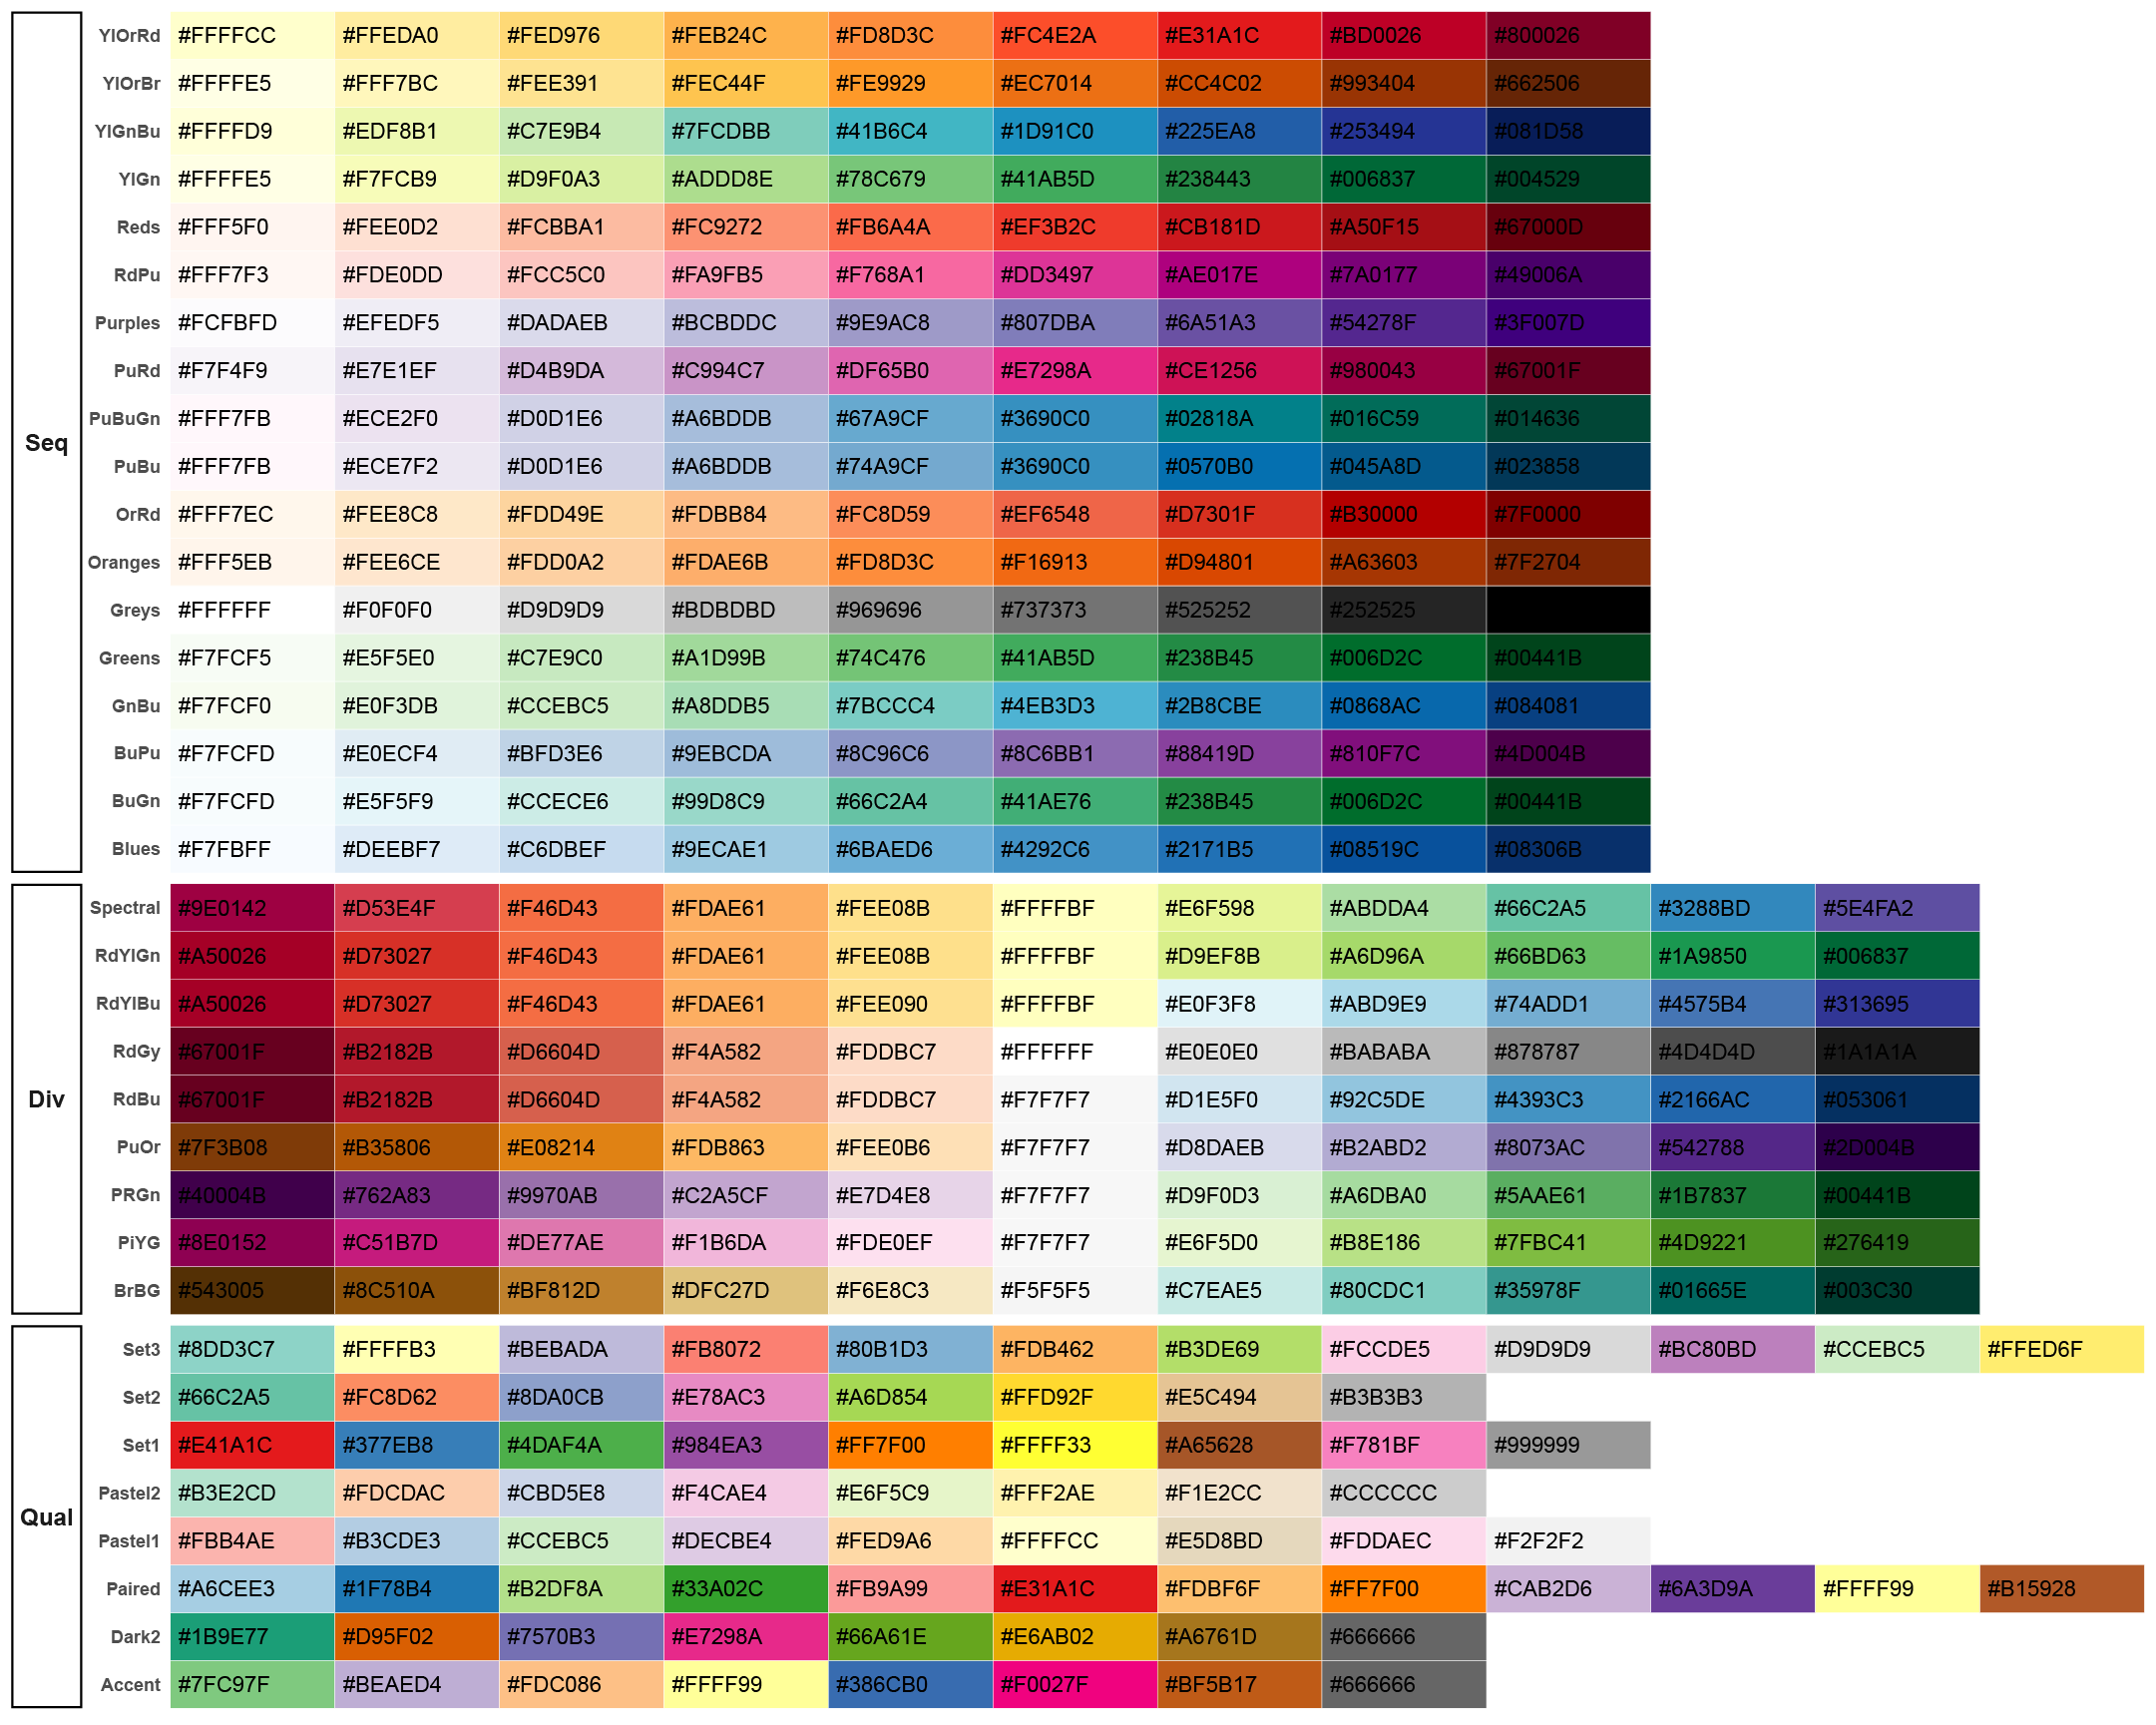 Seq
YlOrRd #FFFFCC #FFEDA0 #FED976 #FEB24C #FD8D3C #FC4E2A #E31A1C #BD0026 #800026
YlOrBr #FFFFE5 #FFF7BC #FEE391 #FEC44F #FE9929 #EC7014 #CC4C02 #993404 #662506
YlGnBu #FFFFD9 #EDF8B1 #C7E9B4 #7FCDBB #41B6C4 #1D91C0 #225EA8 #253494 #081D58
YlGn #FFFFE5 #F7FCB9 #D9F0A3 #ADDD8E #78C679 #41AB5D #238443 #006837 #004529
Reds #FFF5F0 #FEE0D2 #FCBBA1 #FC9272 #FB6A4A #EF3B2C #CB181D #A50F15 #67000D
RdPu #FFF7F3 #FDE0DD #FCC5C0 #FA9FB5 #F768A1 #DD3497 #AE017E #7A0177 #49006A
Purples #FCFBFD #EFEDF5 #DADAEB #BCBDDC #9E9AC8 #807DBA #6A51A3 #54278F #3F007D
PuRd #F7F4F9 #E7E1EF #D4B9DA #C994C7 #DF65B0 #E7298A #CE1256 #980043 #67001F
PuBuGn #FFF7FB #ECE2F0 #D0D1E6 #A6BDDB #67A9CF #3690C0 #02818A #016C59 #014636
PuBu #FFF7FB #ECE7F2 #D0D1E6 #A6BDDB #74A9CF #3690C0 #0570B0 #045A8D #023858
OrRd #FFF7EC #FEE8C8 #FDD49E #FDBB84 #FC8D59 #EF6548 #D7301F #B30000 #7F0000
Oranges #FFF5EB #FEE6CE #FDD0A2 #FDAE6B #FD8D3C #F16913 #D94801 #A63603 #7F2704
Greys #FFFFFF #F0F0F0 #D9D9D9 #BDBDBD #969696 #737373 #525252 #252525
Greens #F7FCF5 #E5F5E0 #C7E9C0 #A1D99B #74C476 #41AB5D #238B45 #006D2C #00441B
GnBu #F7FCF0 #E0F3DB #CCEBC5 #A8DDB5 #7BCCC4 #4EB3D3 #2B8CBE #0868AC #084081
BuPu #F7FCFD #E0ECF4 #BFD3E6 #9EBCDA #8C96C6 #8C6BB1 #88419D #810F7C #4D004B
BuGn #F7FCFD #E5F5F9 #CCECE6 #99D8C9 #66C2A4 #41AE76 #238B45 #006D2C #00441B
Blues #F7FBFF #DEEBF7 #C6DBEF #9ECAE1 #6BAED6 #4292C6 #2171B5 #08519C #08306B
Div
Spectral #9E0142 #D53E4F #F46D43 #FDAE61 #FEE08B #FFFFBF #E6F598 #ABDDA4 #66C2A5 #3288BD #5E4FA2
RdYlGn #A50026 #D73027 #F46D43 #FDAE61 #FEE08B #FFFFBF #D9EF8B #A6D96A #66BD63 #1A9850 #006837
RdYlBu #A50026 #D73027 #F46D43 #FDAE61 #FEE090 #FFFFBF #E0F3F8 #ABD9E9 #74ADD1 #4575B4 #313695
RdGy #67001F #B2182B #D6604D #F4A582 #FDDBC7 #FFFFFF #E0E0E0 #BABABA #878787 #4D4D4D #1A1A1A
RdBu #67001F #B2182B #D6604D #F4A582 #FDDBC7 #F7F7F7 #D1E5F0 #92C5DE #4393C3 #2166AC #053061
PuOr #7F3B08 #B35806 #E08214 #FDB863 #FEE0B6 #F7F7F7 #D8DAEB #B2ABD2 #8073AC #542788 #2D004B
PRGn #40004B #762A83 #9970AB #C2A5CF #E7D4E8 #F7F7F7 #D9F0D3 #A6DBA0 #5AAE61 #1B7837 #00441B
PiYG #8E0152 #C51B7D #DE77AE #F1B6DA #FDE0EF #F7F7F7 #E6F5D0 #B8E186 #7FBC41 #4D9221 #276419
BrBG #543005 #8C510A #BF812D #DFC27D #F6E8C3 #F5F5F5 #C7EAE5 #80CDC1 #35978F #01665E #003C30
Qual
Set3 #8DD3C7 #FFFFB3 #BEBADA #FB8072 #80B1D3 #FDB462 #B3DE69 #FCCDE5 #D9D9D9 #BC80BD #CCEBC5 #FFED6F
Set2 #66C2A5 #FC8D62 #8DA0CB #E78AC3 #A6D854 #FFD92F #E5C494 #B3B3B3
Set1 #E41A1C #377EB8 #4DAF4A #984EA3 #FF7F00 #FFFF33 #A65628 #F781BF #999999
Pastel2 #B3E2CD #FDCDAC #CBD5E8 #F4CAE4 #E6F5C9 #FFF2AE #F1E2CC #CCCCCC
Pastel1 #FBB4AE #B3CDE3 #CCEBC5 #DECBE4 #FED9A6 #FFFFCC #E5D8BD #FDDAEC #F2F2F2
Paired #A6CEE3 #1F78B4 #B2DF8A #33A02C #FB9A99 #E31A1C #FDBF6F #FF7F00 #CAB2D6 #6A3D9A #FFFF99 #B15928
Dark2 #1B9E77 #D95F02 #7570B3 #E7298A #66A61E #E6AB02 #A6761D #666666
Accent #7FC97F #BEAED4 #FDC086 #FFFF99 #386CB0 #F0027F #BF5B17 #666666